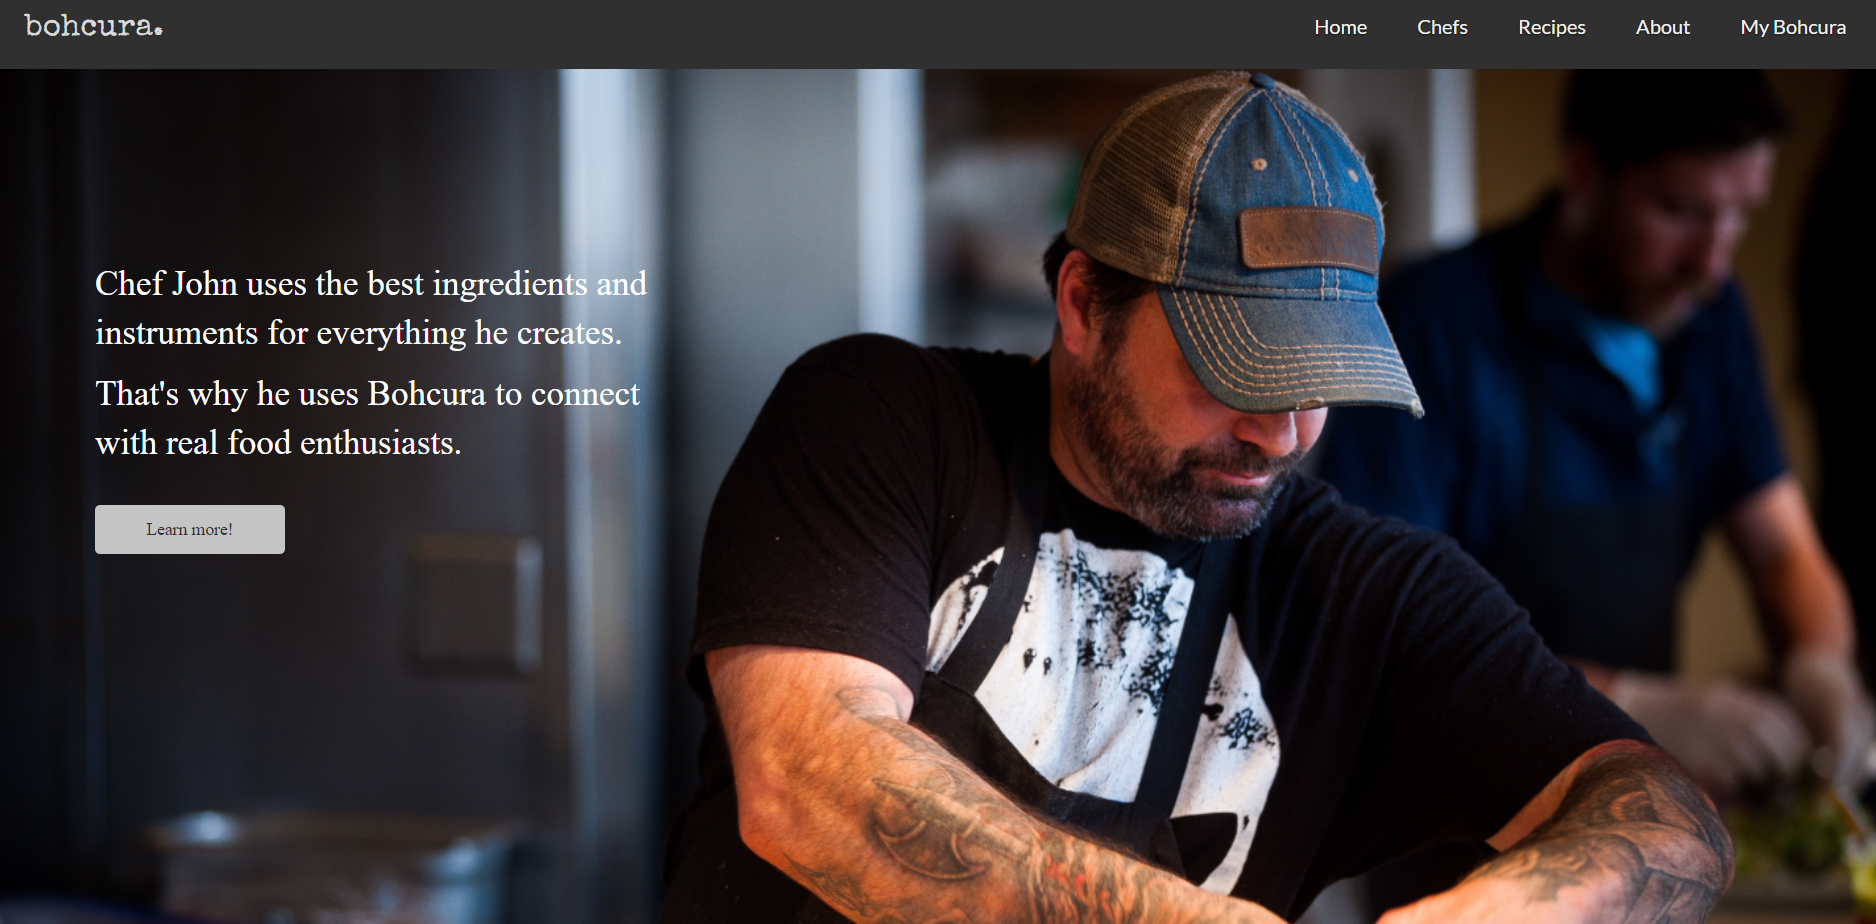 bohcura.
Home Chefs Recipes About My Bohcura
Chef John uses the best ingredients and
instruments for everything he creates.
That's why he uses Bohcura to connect
with real food enthusiasts.
Learn more!